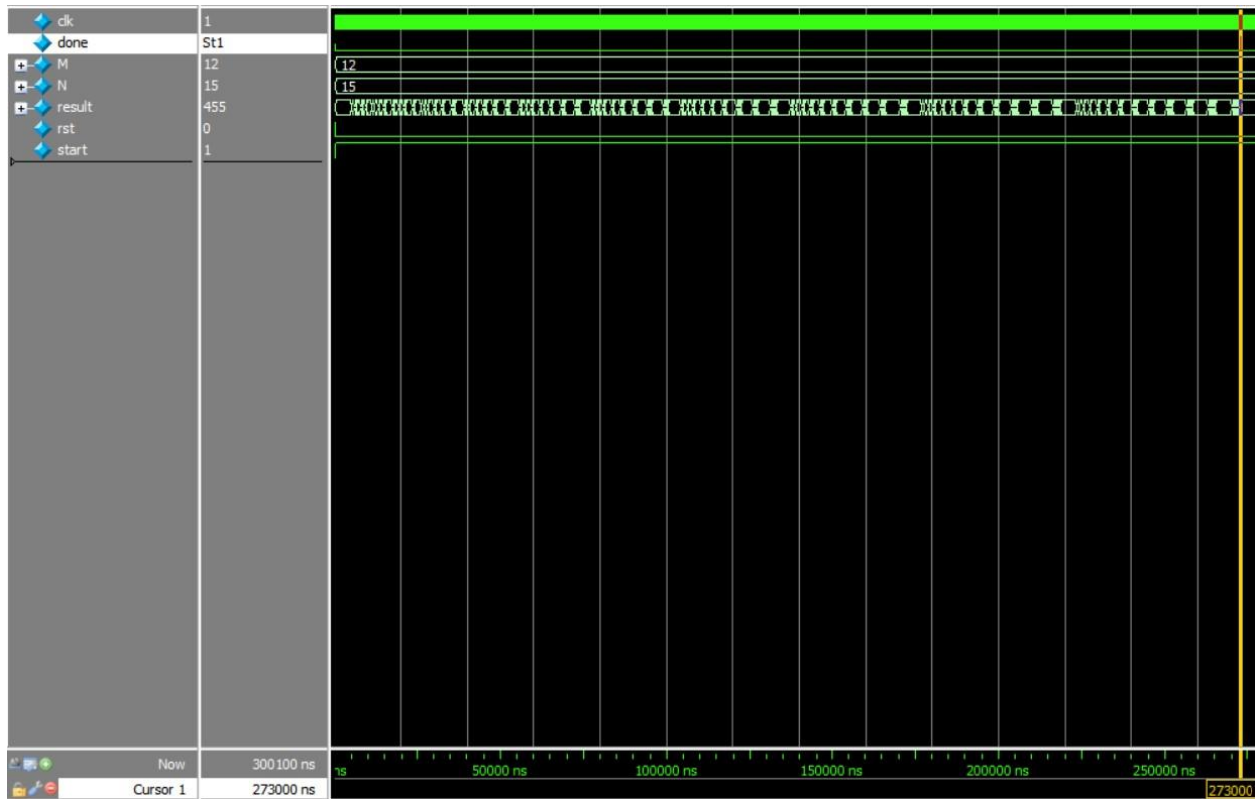 clk 1
done St1
M 12 12
N 15 15
result 455
rst 0
start 1
Now 300100 ns ns 50000 ns 100000 ns 150000 ns 200000 ns 250000 ns
Cursor 1 273000 ns 273000